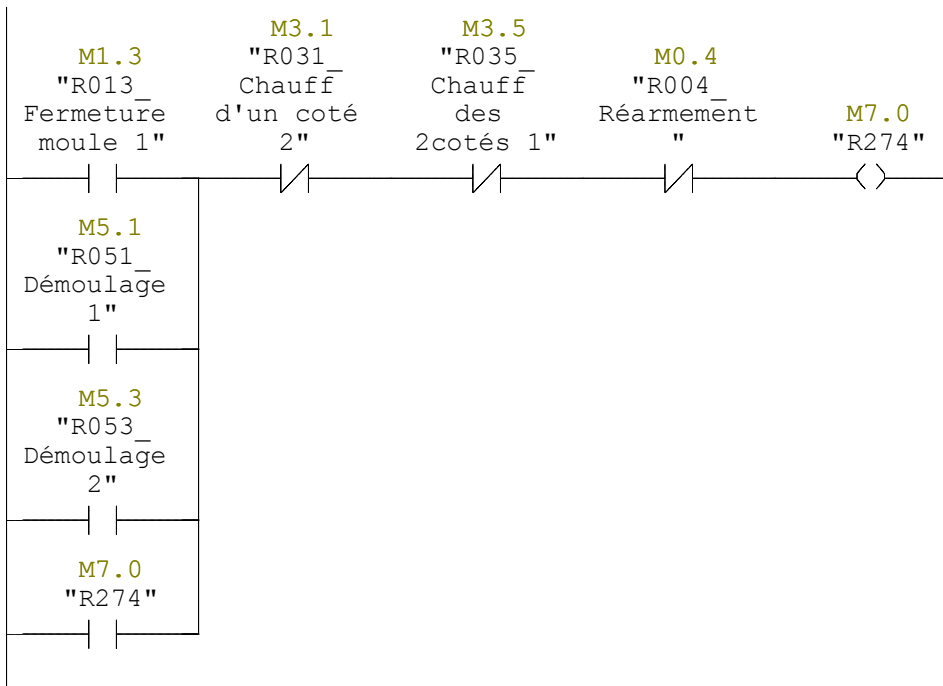 M1.3
"R013_
Fermeture
moule 1"
M3.1
"R031_
Chauff
d'un coté
2"
M3.5
"R035_
Chauff
des
2cotés 1"
M0.4
"R004_
Réarmement
"
M7.0
"R274"
M5.1
"R051_
Démoulage
1"
M5.3
"R053_
Démoulage
2"
M7.0
"R274"